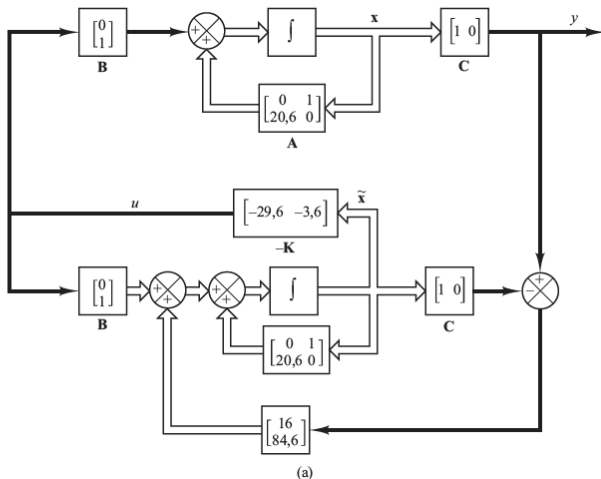 [0 1]
B
+ +
∫
x
[1 0]
C
y
[0 1
20,6 0]
A
u
[−29,6 −3,6]
x̃
−K
[0 1]
B
+ +
+ +
∫
[1 0]
C
+ −
[0 1
20,6 0]
[16
84,6]
(a)